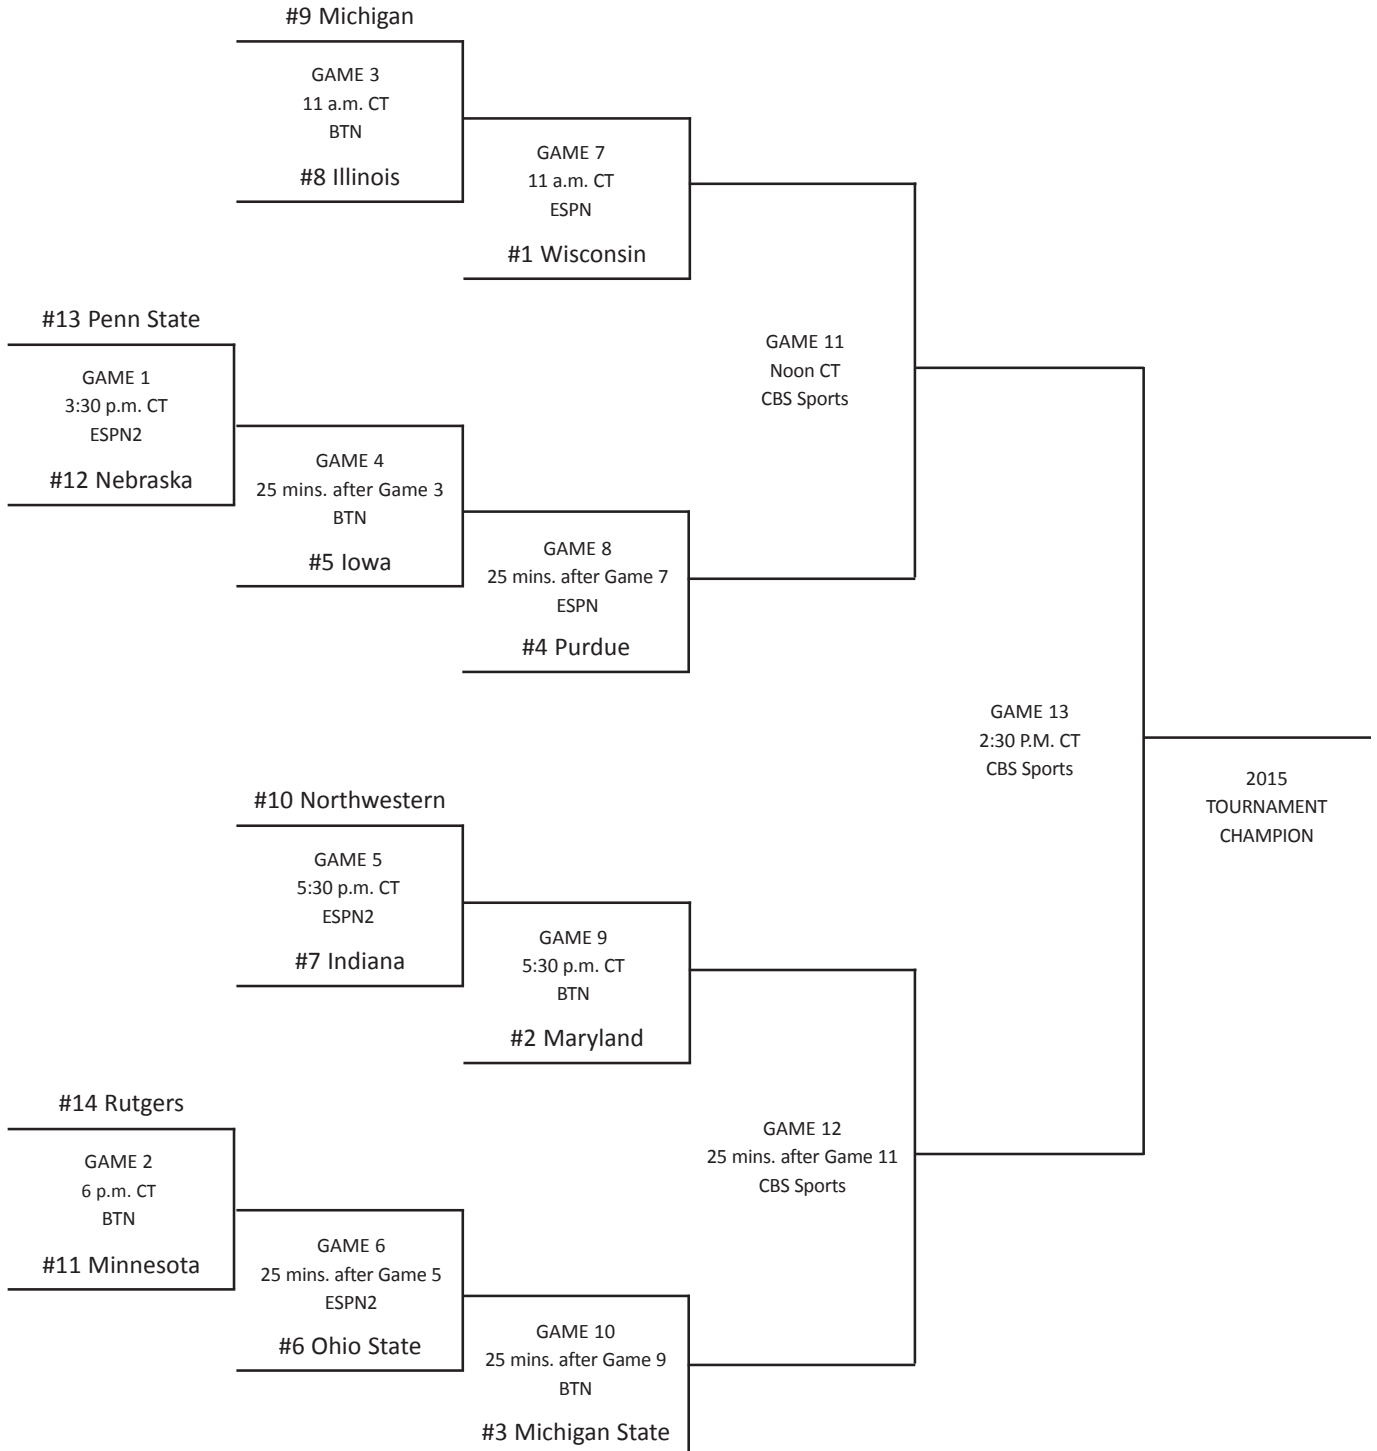 #9 Michigan
GAME 3
11 a.m. CT
BTN
#8 Illinois
GAME 7
11 a.m. CT
ESPN
#1 Wisconsin
#13 Penn State
GAME 1
3:30 p.m. CT
ESPN2
#12 Nebraska
GAME 4
25 mins. after Game 3
BTN
#5 Iowa
GAME 8
25 mins. after Game 7
ESPN
#4 Purdue
GAME 11
Noon CT
CBS Sports
#10 Northwestern
GAME 5
5:30 p.m. CT
ESPN2
#7 Indiana
GAME 9
5:30 p.m. CT
BTN
#2 Maryland
#14 Rutgers
GAME 2
6 p.m. CT
BTN
#11 Minnesota
GAME 6
25 mins. after Game 5
ESPN2
#6 Ohio State
GAME 10
25 mins. after Game 9
BTN
#3 Michigan State
GAME 12
25 mins. after Game 11
CBS Sports
GAME 13
2:30 P.M. CT
CBS Sports
2015
TOURNAMENT
CHAMPION